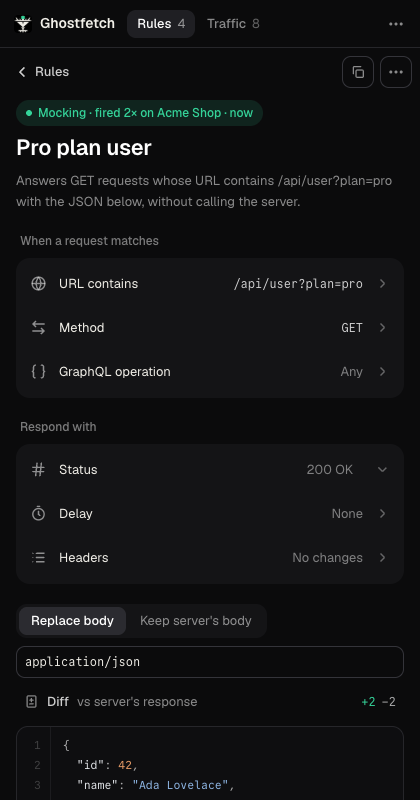 Ghostfetch Rules 4 Traffic 8
Rules
Mocking · fired 2× on Acme Shop · now
Pro plan user
Answers GET requests whose URL contains /api/user?plan=pro
with the JSON below, without calling the server.
When a request matches
URL contains /api/user?plan=pro
Method GET
GraphQL operation Any
Respond with
Status 200 OK
Delay None
Headers No changes
Replace body Keep server's body
application/json
Diff vs server's response +2 −2
1 {
2 "id": 42,
3 "name": "Ada Lovelace",